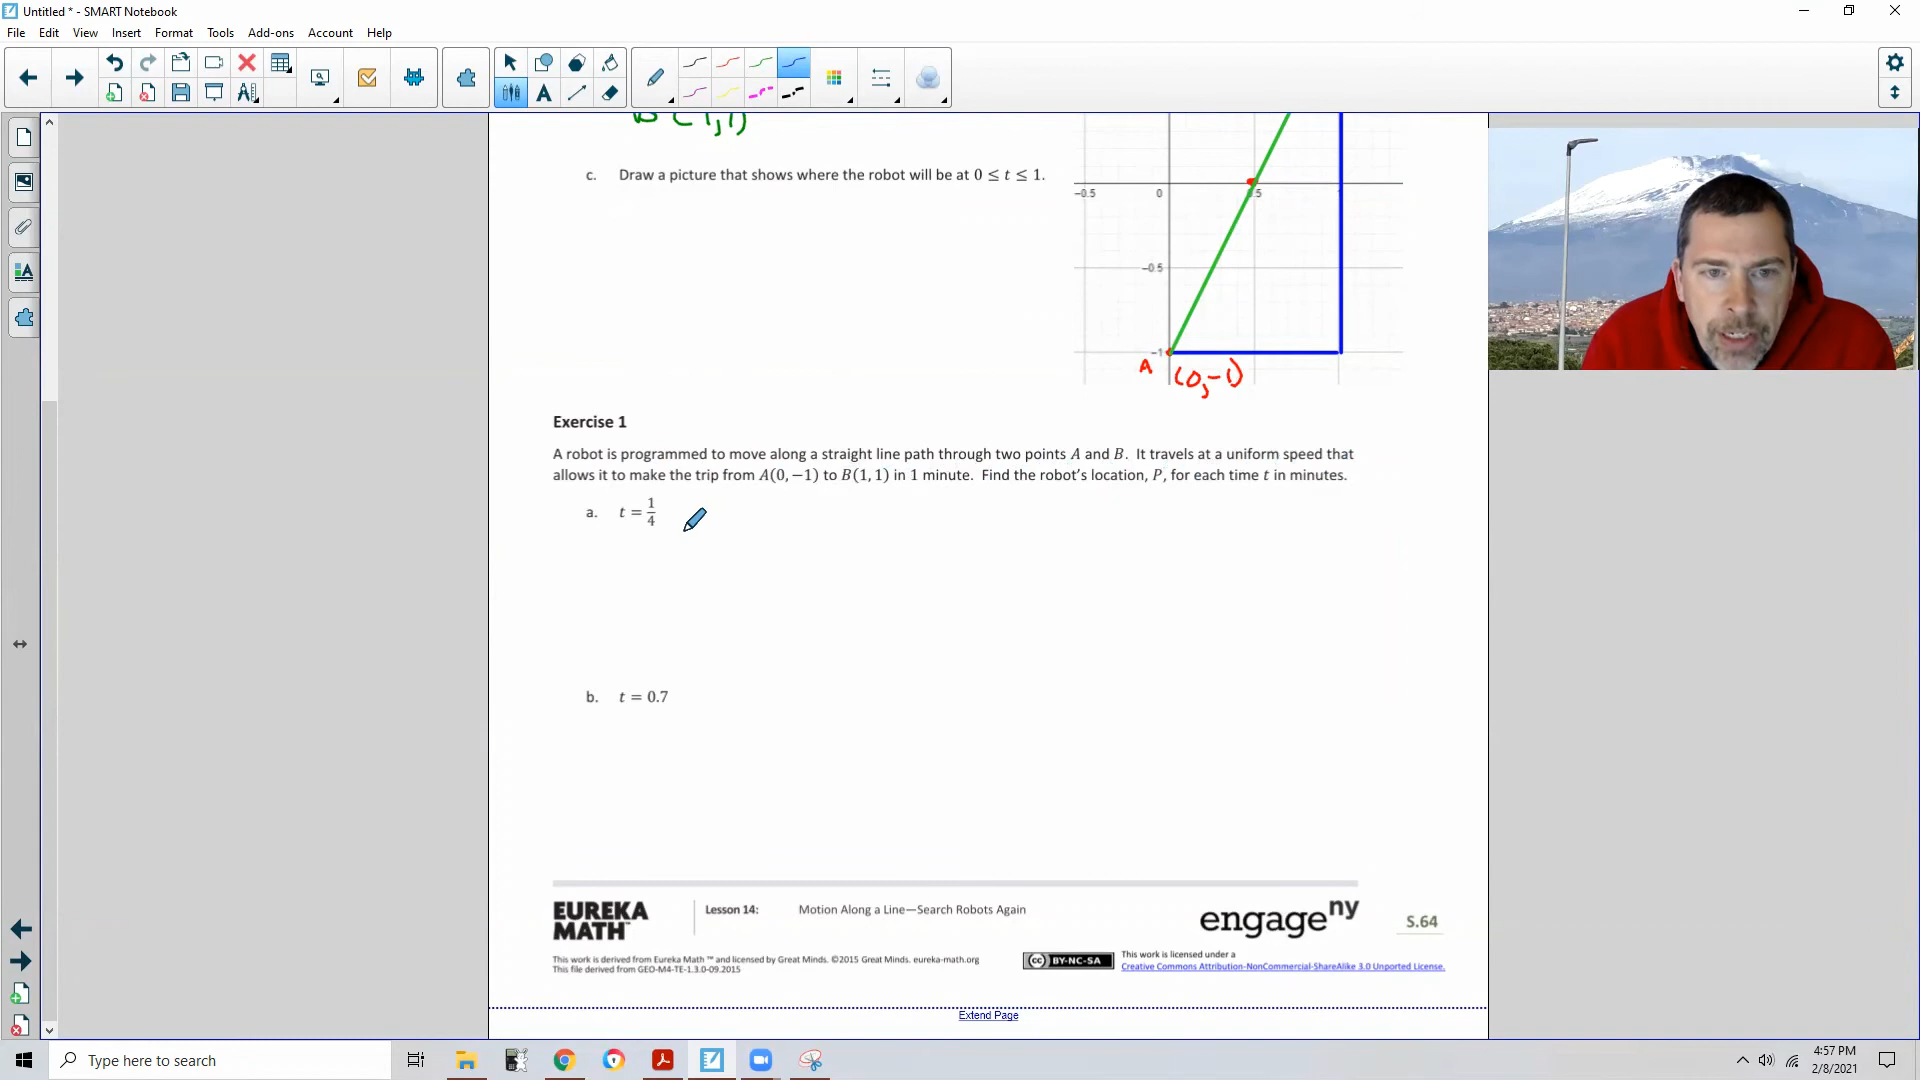 Untitled * - SMART Notebook
File Edit View Insert Format Tools Add-ons Account Help
B (1,1)
c. Draw a picture that shows where the robot will be at 0 ≤ t ≤ 1.
-0.5 0 0.5
-0.5
-1
A (0,-1)
Exercise 1
A robot is programmed to move along a straight line path through two points A and B. It travels at a uniform speed that
allows it to make the trip from A(0, −1) to B(1, 1) in 1 minute. Find the robot's location, P, for each time t in minutes.
a. t = 1/4
b. t = 0.7
EUREKA
MATH™
Lesson 14: Motion Along a Line—Search Robots Again
engageny
S.64
This work is derived from Eureka Math ™ and licensed by Great Minds. ©2015 Great Minds. eureka-math.org
This file derived from GEO-M4-TE-1.3.0-09.2015
CC BY-NC-SA
This work is licensed under a
Creative Commons Attribution-NonCommercial-ShareAlike 3.0 Unported License.
Extend Page
Type here to search
4:57 PM
2/8/2021